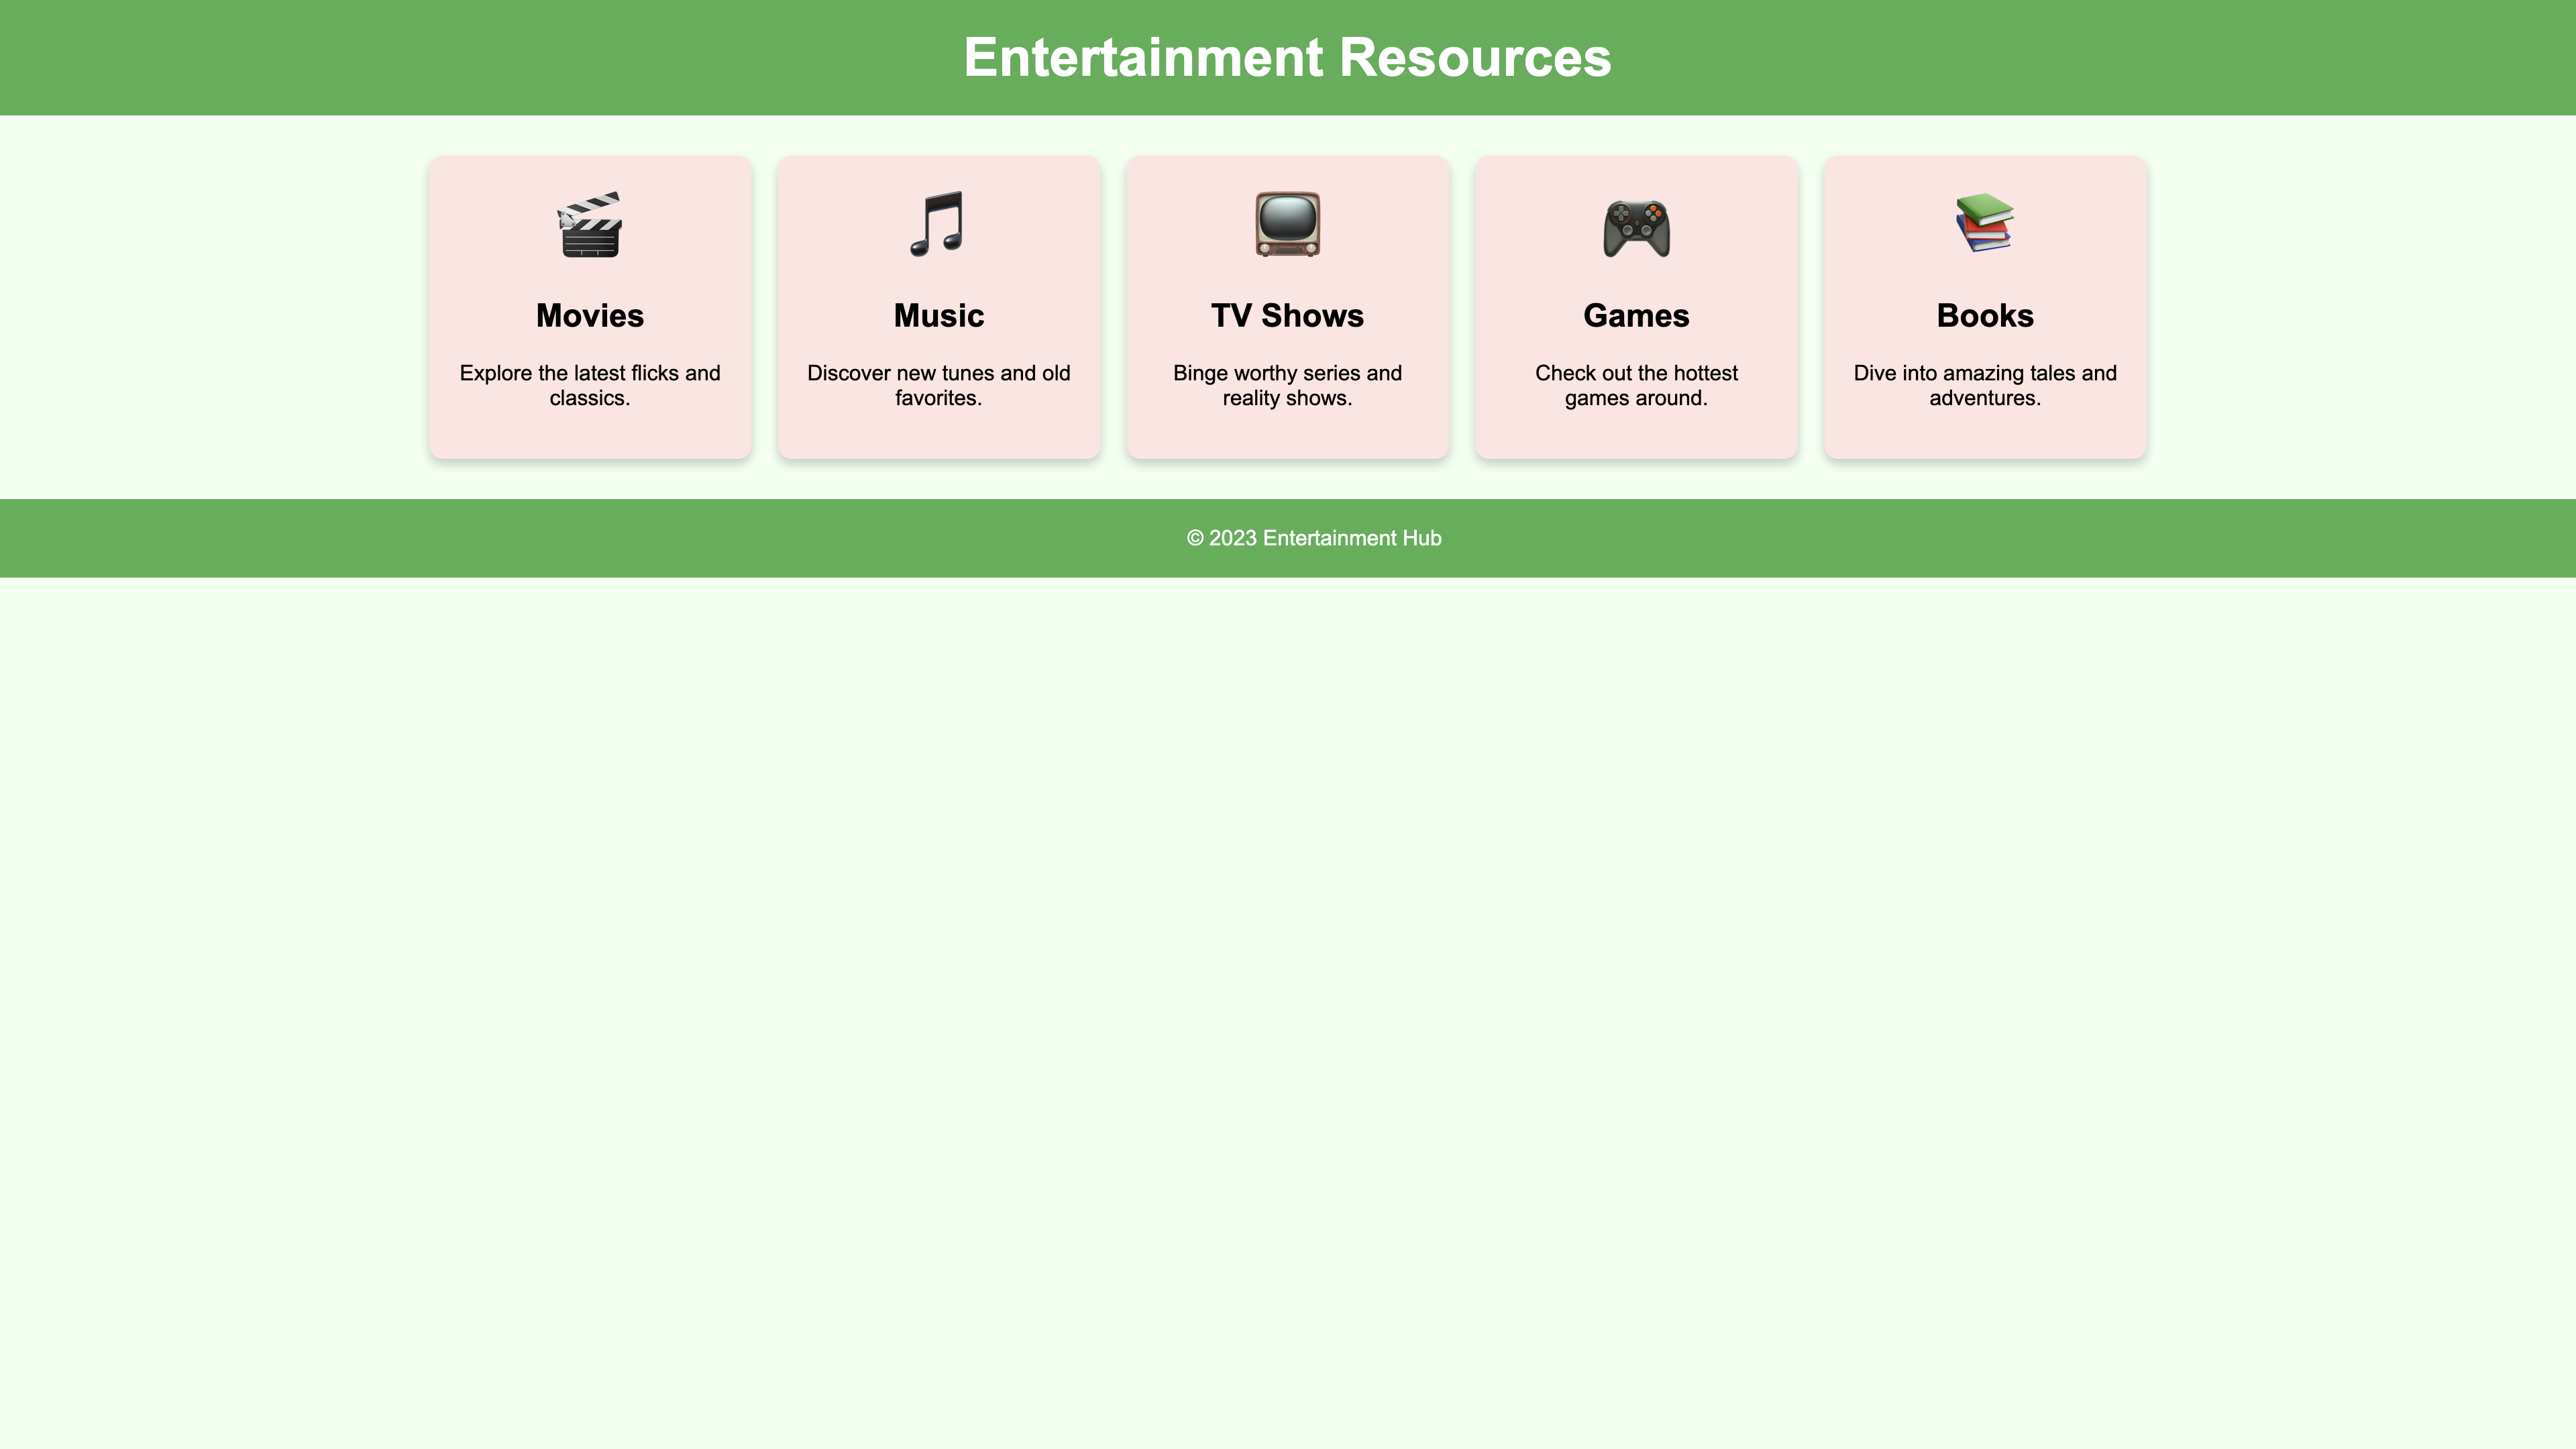 Entertainment Resources
Movies
Explore the latest flicks and
classics.
Music
Discover new tunes and old
favorites.
TV Shows
Binge worthy series and
reality shows.
Games
Check out the hottest
games around.
Books
Dive into amazing tales and
adventures.
© 2023 Entertainment Hub